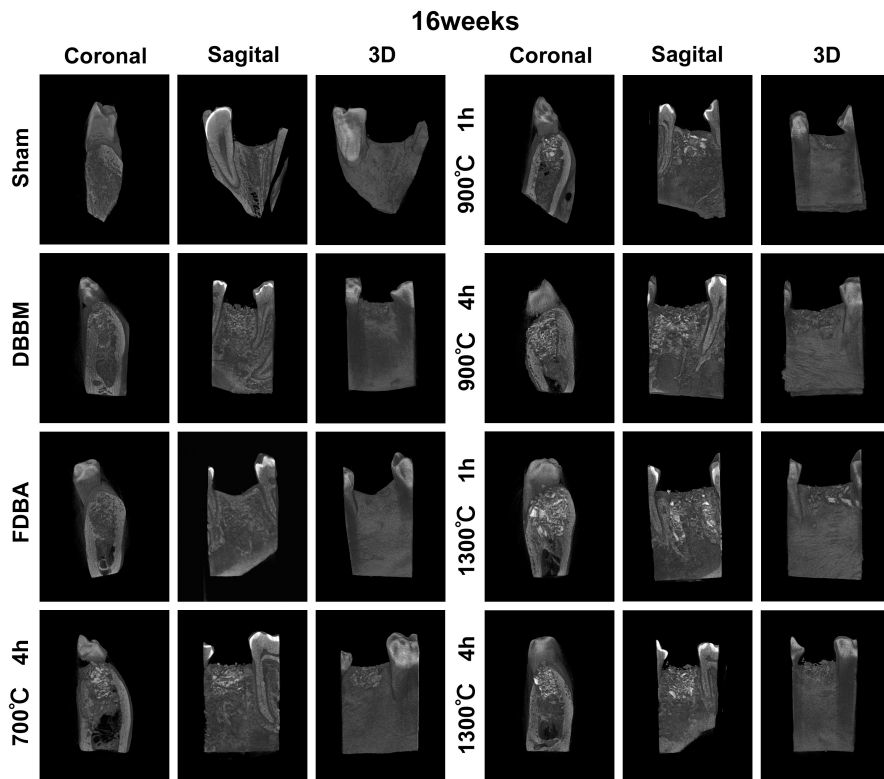 16weeks
Coronal Sagital 3D Coronal Sagital 3D
Sham
900°C 1h
DBBM
900°C 4h
FDBA
1300°C 1h
700°C 4h
1300°C 4h